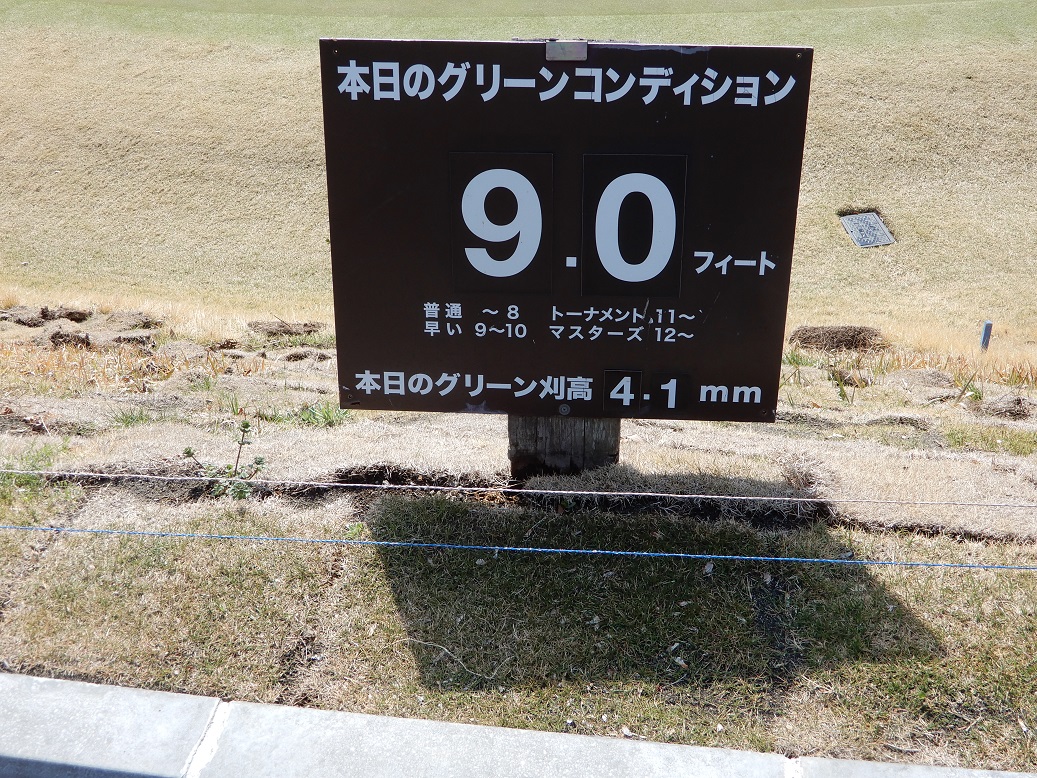 本日のグリーンコンディション
9.0フィート
普通 ～8 トーナメント 11～
早い 9～10 マスターズ 12～
本日のグリーン刈高 4.1mm